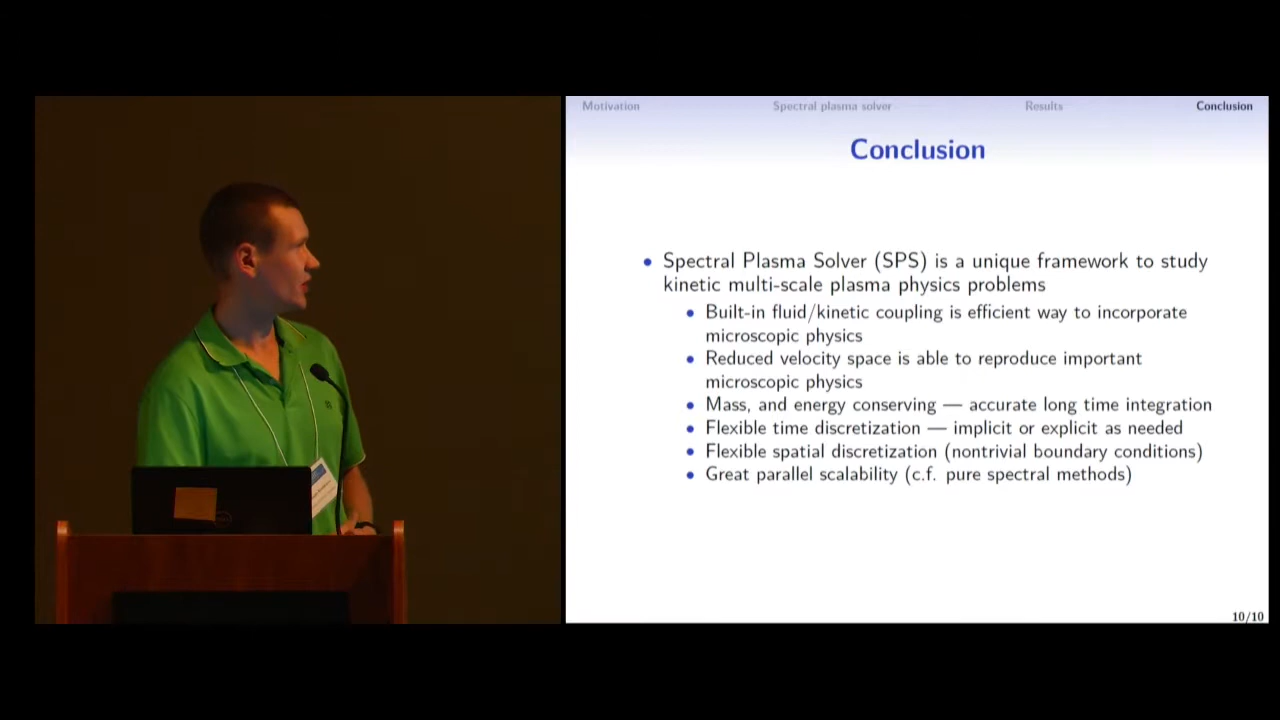 Motivation
Spectral plasma solver
Results
Conclusion
Conclusion
• Spectral Plasma Solver (SPS) is a unique framework to study
kinetic multi-scale plasma physics problems
• Built-in fluid/kinetic coupling is efficient way to incorporate
microscopic physics
• Reduced velocity space is able to reproduce important
microscopic physics
• Mass, and energy conserving — accurate long time integration
• Flexible time discretization — implicit or explicit as needed
• Flexible spatial discretization (nontrivial boundary conditions)
• Great parallel scalability (c.f. pure spectral methods)
10/10